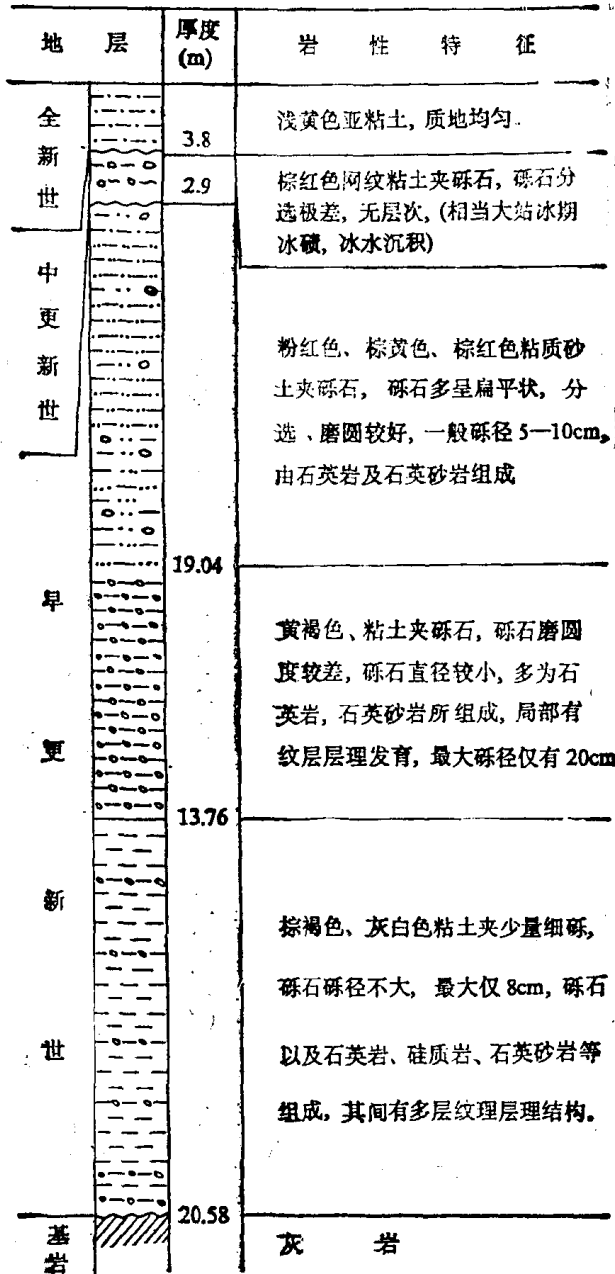 地 层 厚度 (m) 岩 性 特 征
全新世
3.8
浅黄色亚粘土, 质地均匀
2.9
棕红色网纹粘土夹砾石, 砾石分
选极差, 无层次, (相当大姑冰期
冰碛, 冰水沉积)
中更新世
粉红色、棕黄色、棕红色粘质砂
土夹砾石, 砾石多呈扁平状, 分
选、磨圆较好, 一般砾径 5—10cm,
由石英岩及石英砂岩组成
19.04
早更新世
黄褐色、粘土夹砾石, 砾石磨圆
度较差, 砾石直径较小, 多为石
英岩, 石英砂岩所组成, 局部有
纹层层理发育, 最大砾径仅有 20cm
13.76
棕褐色、灰白色粘土夹少量细砾,
砾石砾径不大, 最大仅 8cm, 砾石
以及石英岩、硅质岩、石英砂岩等
组成, 其间有多层纹理层理结构。
20.58
基岩
灰 岩